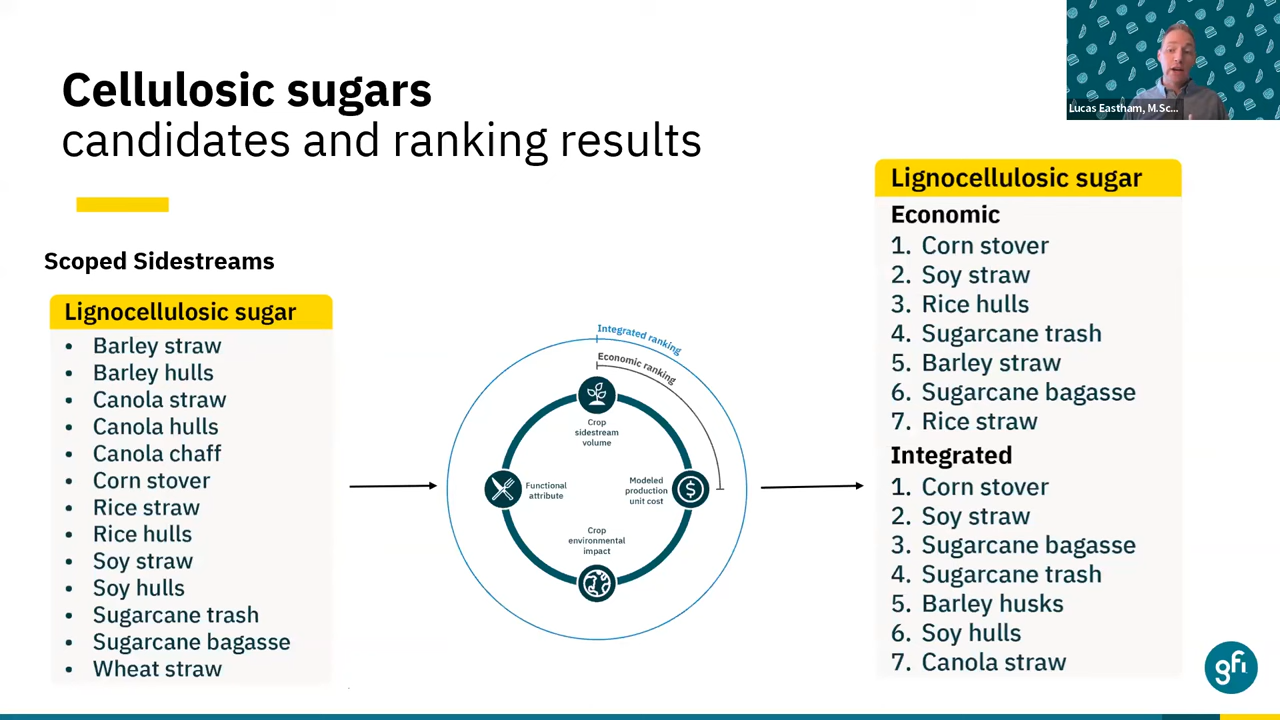 Cellulosic sugars
candidates and ranking results
Lucas Eastham, M.Sc...
Scoped Sidestreams
Lignocellulosic sugar
• Barley straw
• Barley hulls
• Canola straw
• Canola hulls
• Canola chaff
• Corn stover
• Rice straw
• Rice hulls
• Soy straw
• Soy hulls
• Sugarcane trash
• Sugarcane bagasse
• Wheat straw
Integrated ranking
Economic ranking
Crop
sidestream
volume
Functional
attribute
Modeled
production
unit cost
$
Crop
environmental
impact
Lignocellulosic sugar
Economic
1. Corn stover
2. Soy straw
3. Rice hulls
4. Sugarcane trash
5. Barley straw
6. Sugarcane bagasse
7. Rice straw
Integrated
1. Corn stover
2. Soy straw
3. Sugarcane bagasse
4. Sugarcane trash
5. Barley husks
6. Soy hulls
7. Canola straw
gfi